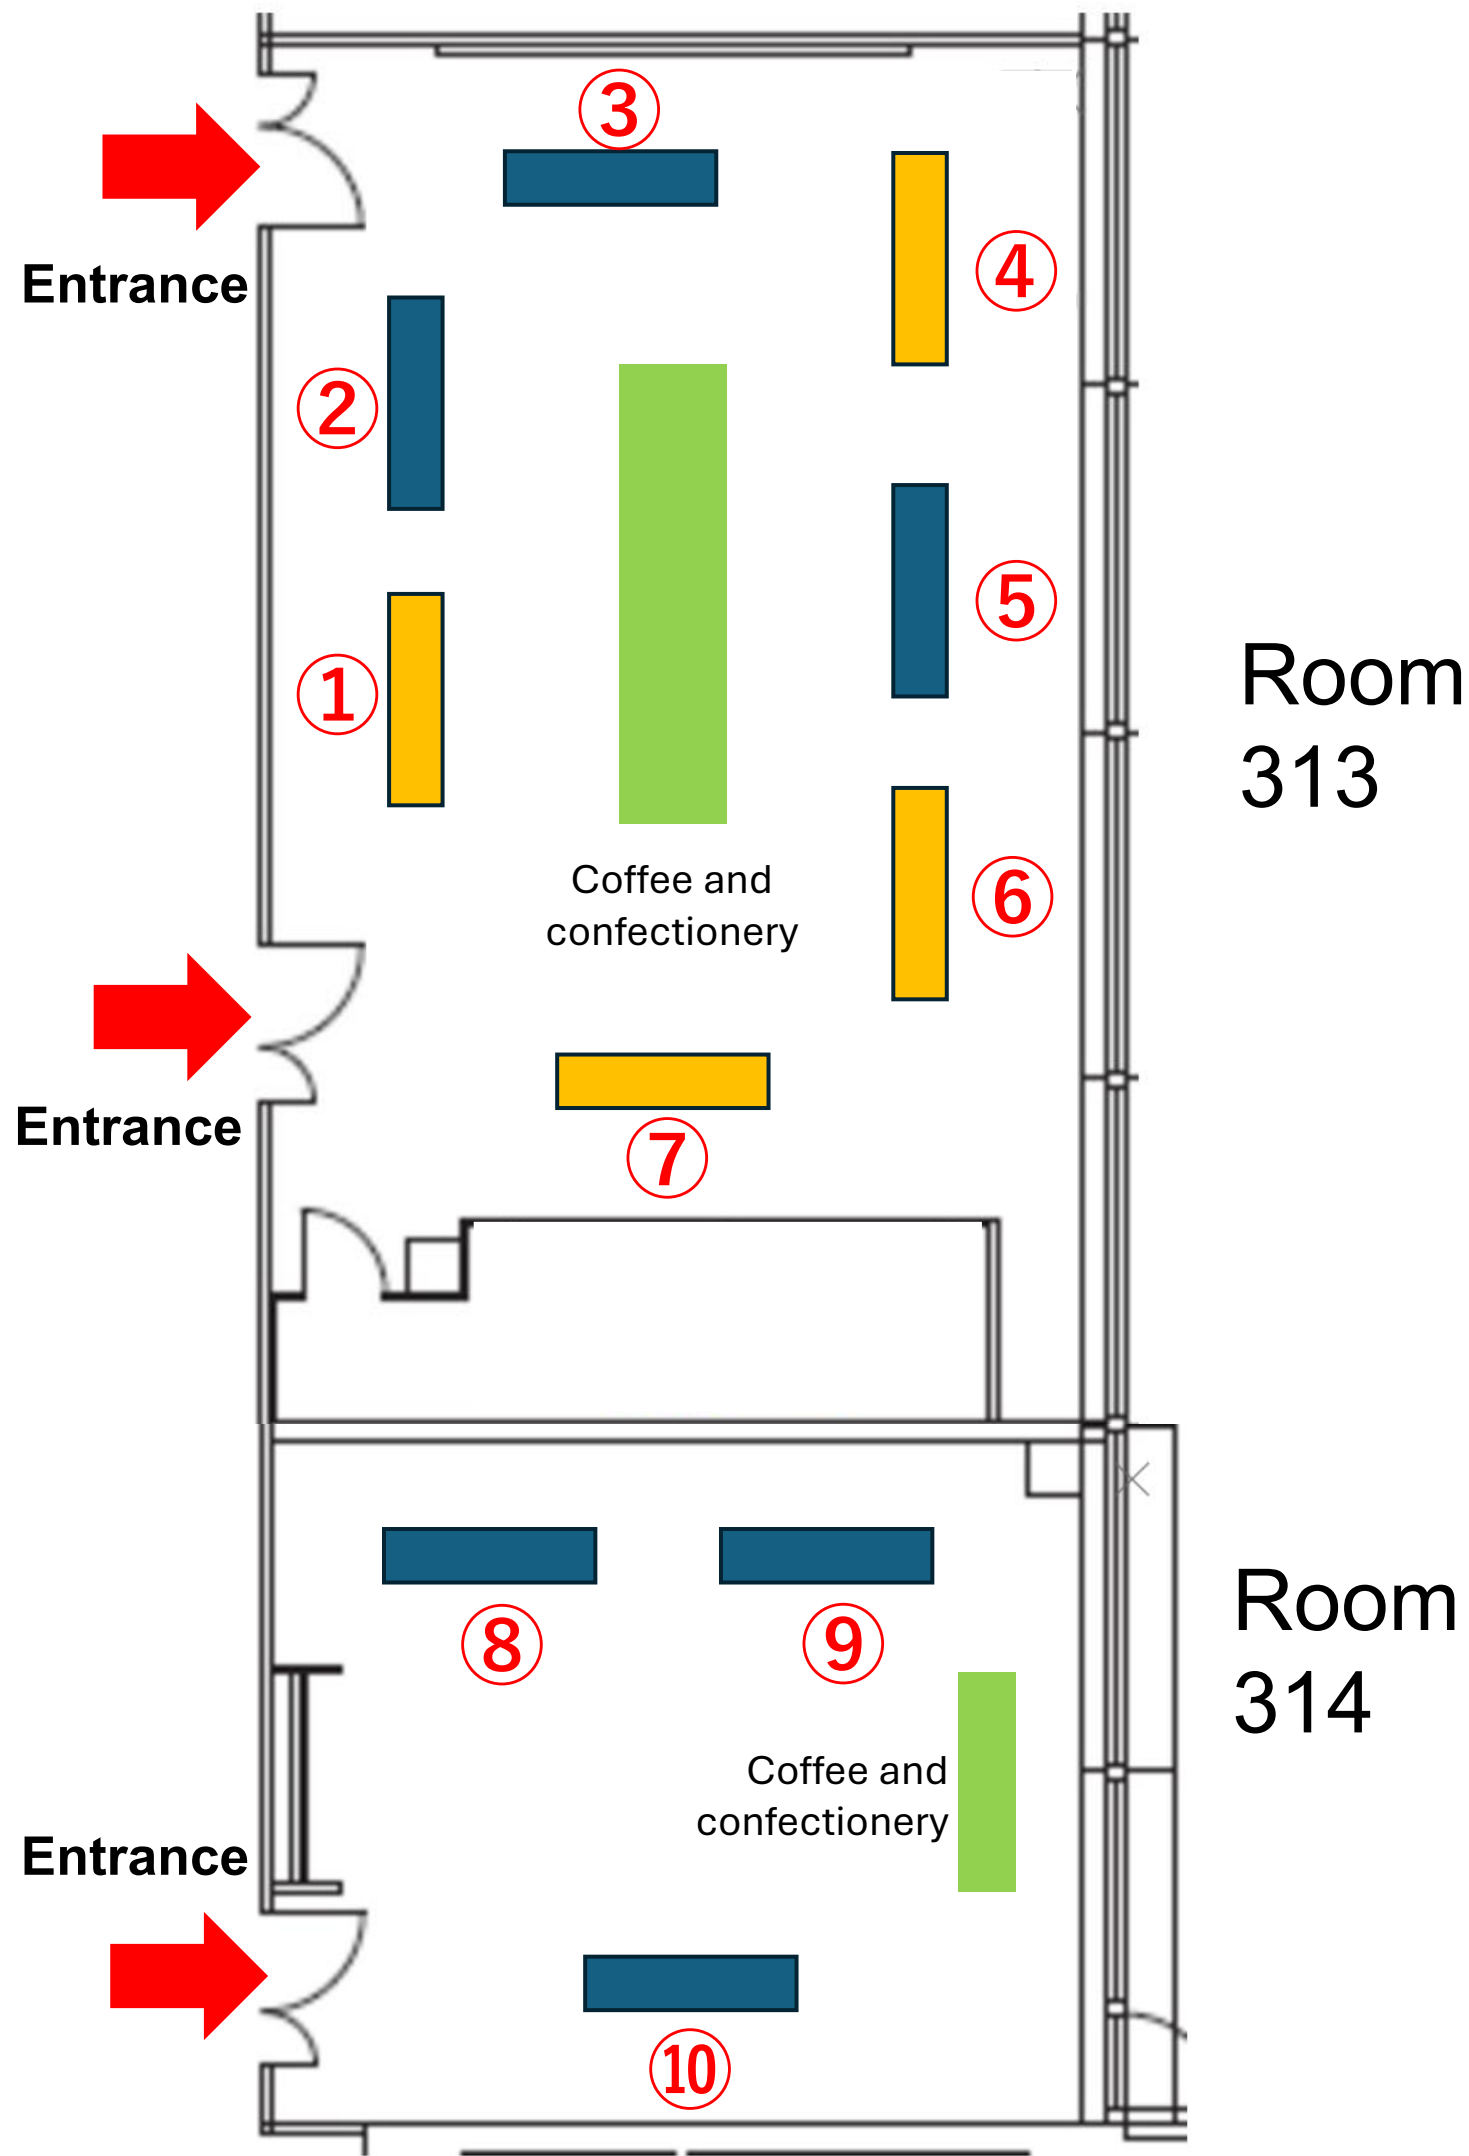 ③
Entrance
④
②
⑤
①
Room
313
Coffee and
confectionery
⑥
Entrance
⑦
⑧
⑨
Room
314
Coffee and
confectionery
Entrance
⑩